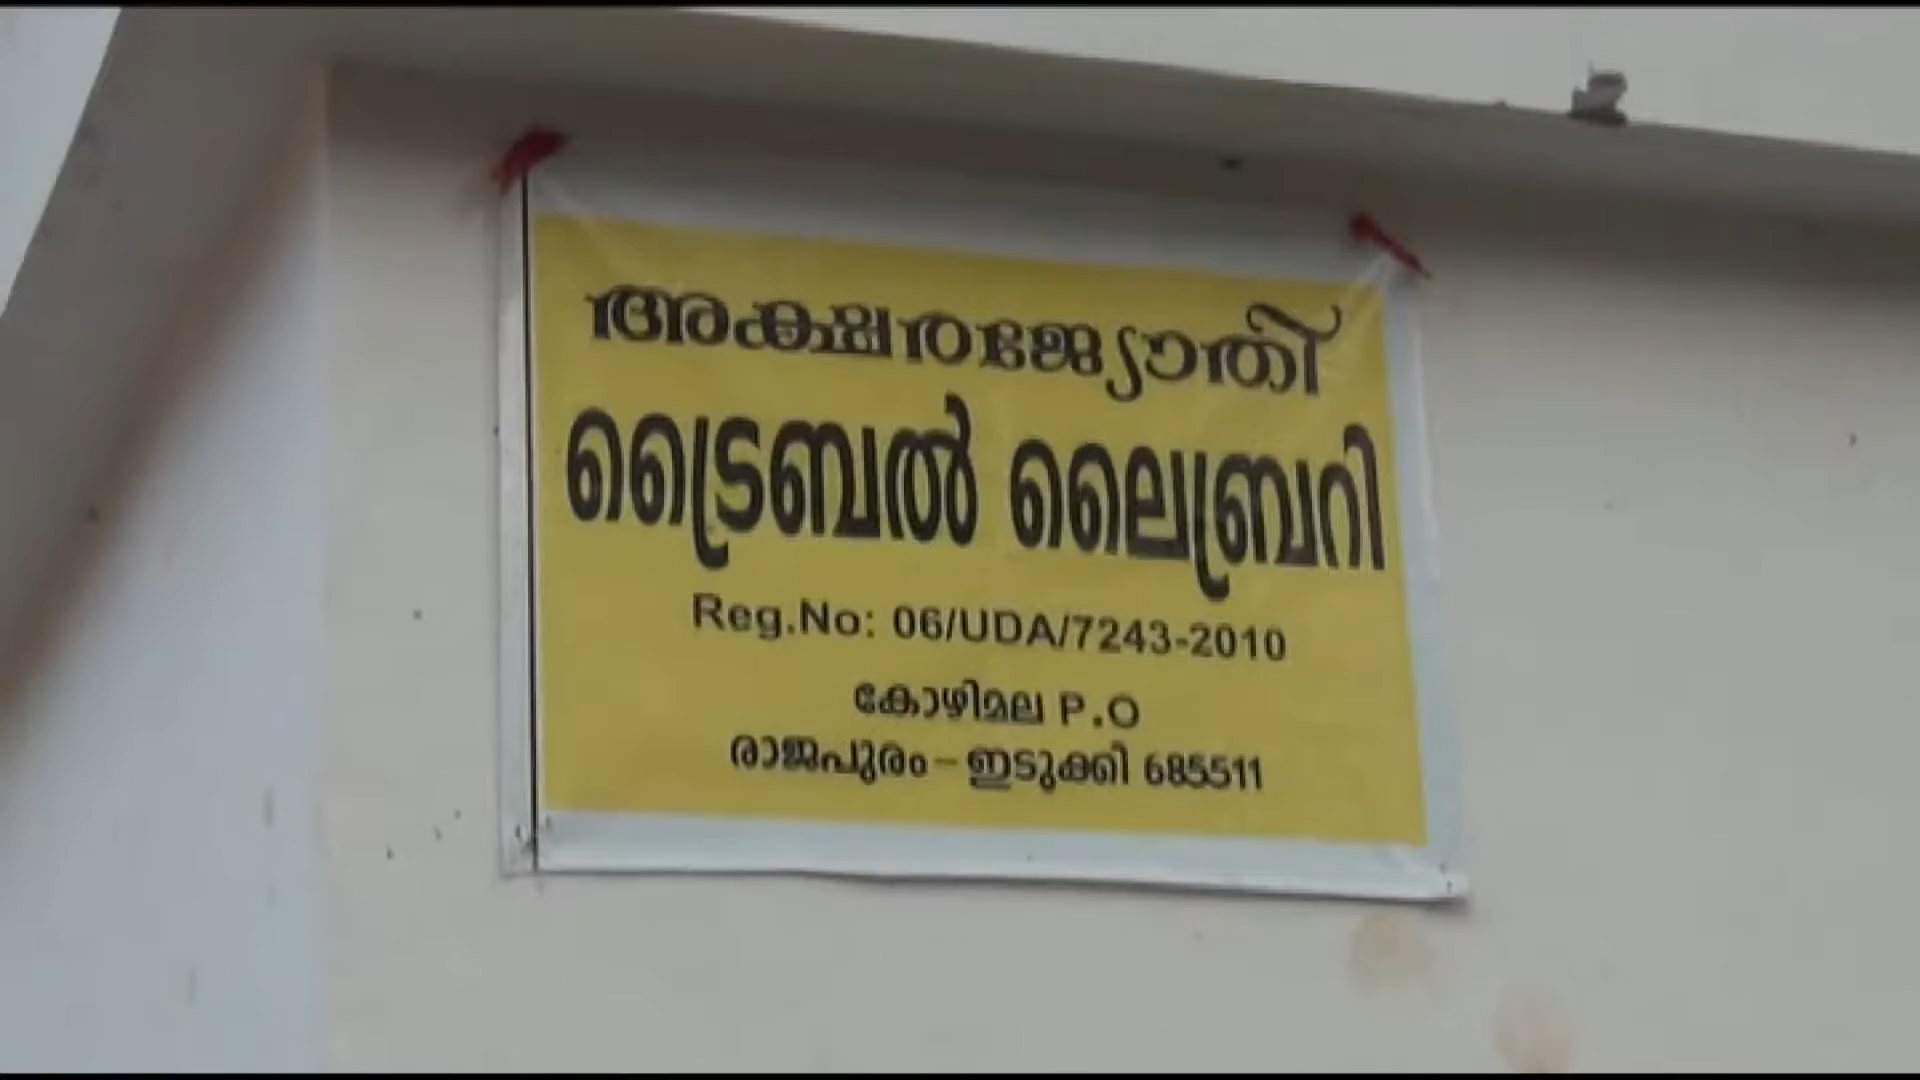 അക്ഷരജ്യോതി
ട്രൈബൽ ലൈബ്രറി
Reg.No: 06/UDA/7243-2010
കോഴിമല P.O
രാജപുരം - ഇടുക്കി 685511